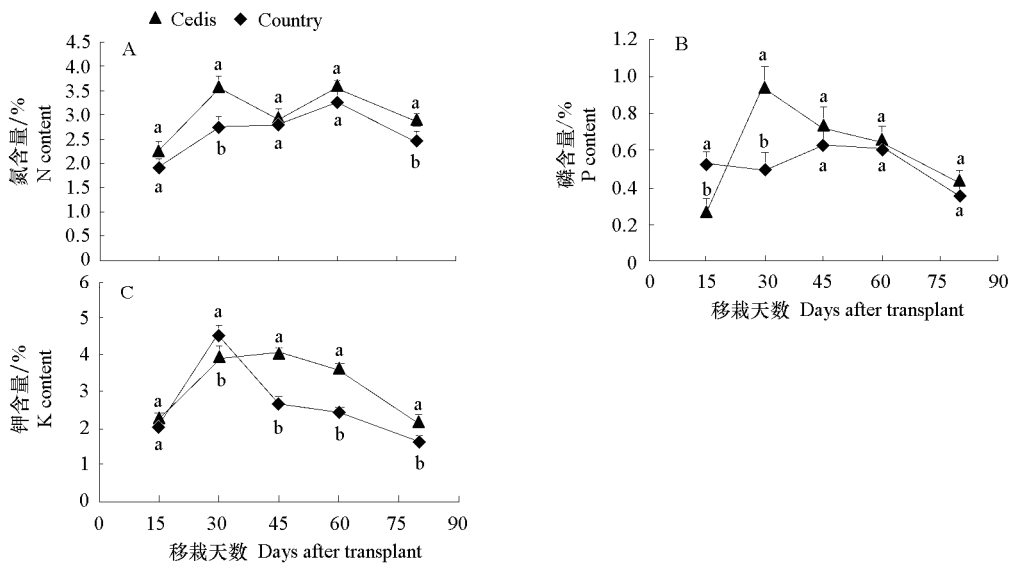 ▲ Cedis ◆ Country
A
4.5
4.0
3.5
3.0
2.5
2.0
1.5
1.0
0.5
0
氮含量/%
N content
a
a
a
a
a
a
b
a
a
b
B
1.2
1.0
0.8
0.6
0.4
0.2
0
磷含量/%
P content
a
b
a
b
a
a
a
a
a
a
0 15 30 45 60 75 90
移栽天数 Days after transplant
C
6
5
4
3
2
1
0
钾含量/%
K content
a
a
a
b
a
b
a
b
a
b
0 15 30 45 60 75 90
移栽天数 Days after transplant